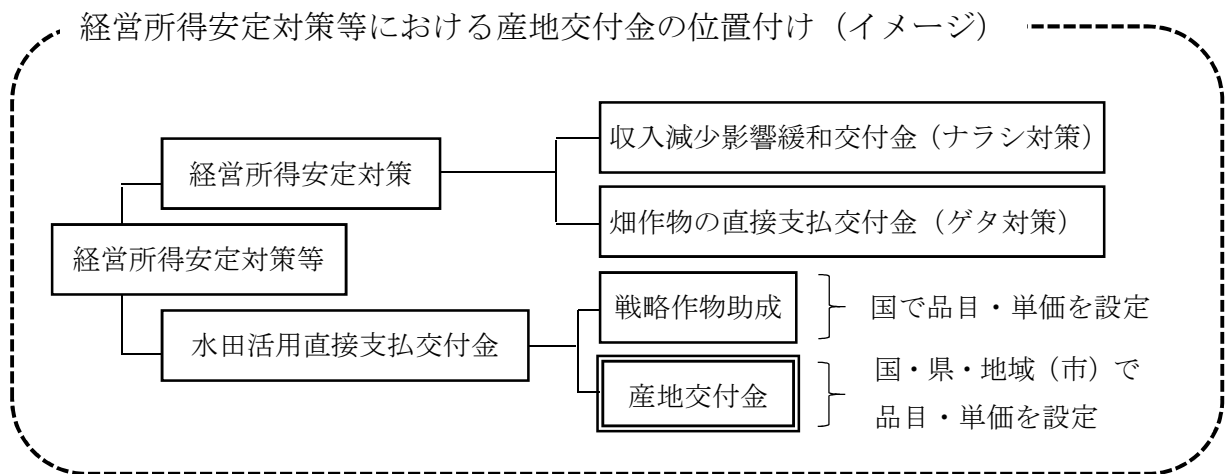 経営所得安定対策等における産地交付金の位置付け（イメージ）
収入減少影響緩和交付金（ナラシ対策）
経営所得安定対策
畑作物の直接支払交付金（ゲタ対策）
経営所得安定対策等
戦略作物助成
国で品目・単価を設定
水田活用直接支払交付金
産地交付金
国・県・地域（市）で
品目・単価を設定